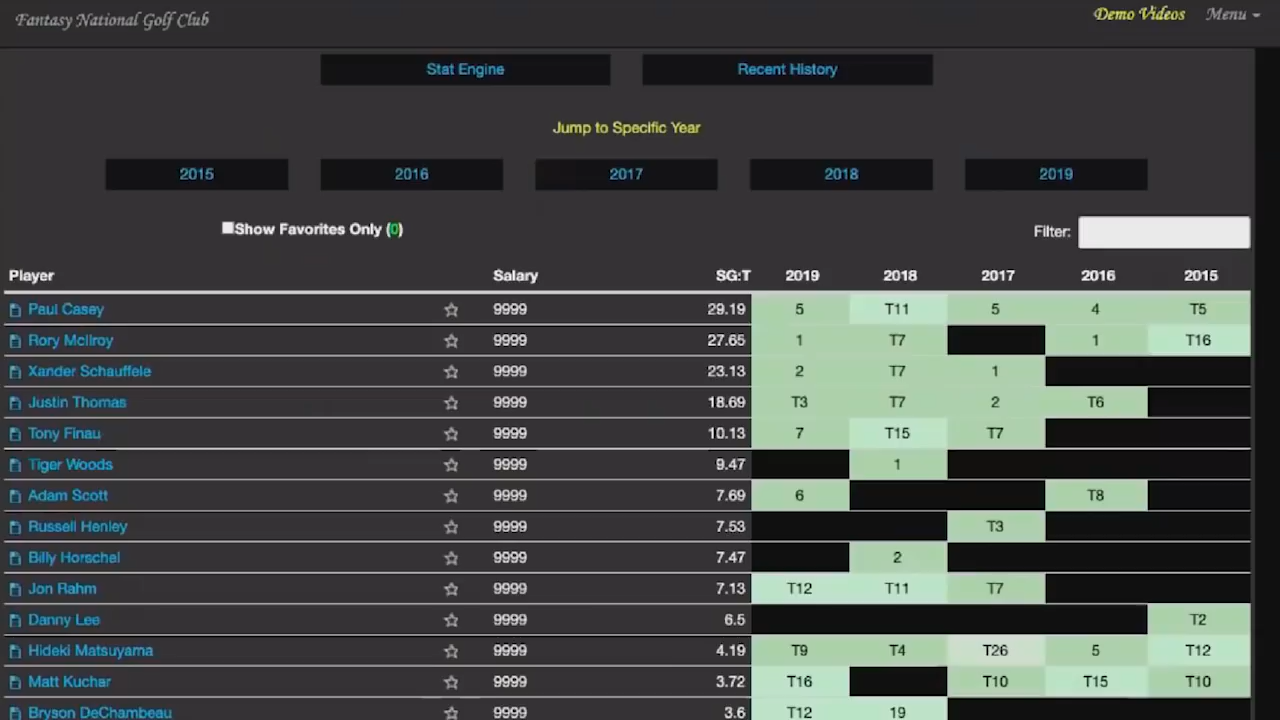 Fantasy National Golf Club Demo Videos Menu
Stat Engine Recent History
Jump to Specific Year
2015 2016 2017 2018 2019
Show Favorites Only (0) Filter:
Player Salary SG:T 2019 2018 2017 2016 2015
Paul Casey 9999 29.19 5 T11 5 4 T5
Rory McIlroy 9999 27.65 1 T7 1 T16
Xander Schauffele 9999 23.13 2 T7 1
Justin Thomas 9999 18.69 T3 T7 2 T6
Tony Finau 9999 10.13 7 T15 T7
Tiger Woods 9999 9.47 1
Adam Scott 9999 7.69 6 T8
Russell Henley 9999 7.53 T3
Billy Horschel 9999 7.47 2
Jon Rahm 9999 7.13 T12 T11 T7
Danny Lee 9999 6.5 T2
Hideki Matsuyama 9999 4.19 T9 T4 T26 5 T12
Matt Kuchar 9999 3.72 T16 T10 T15 T10
Bryson DeChambeau 9999 3.6 T12 19